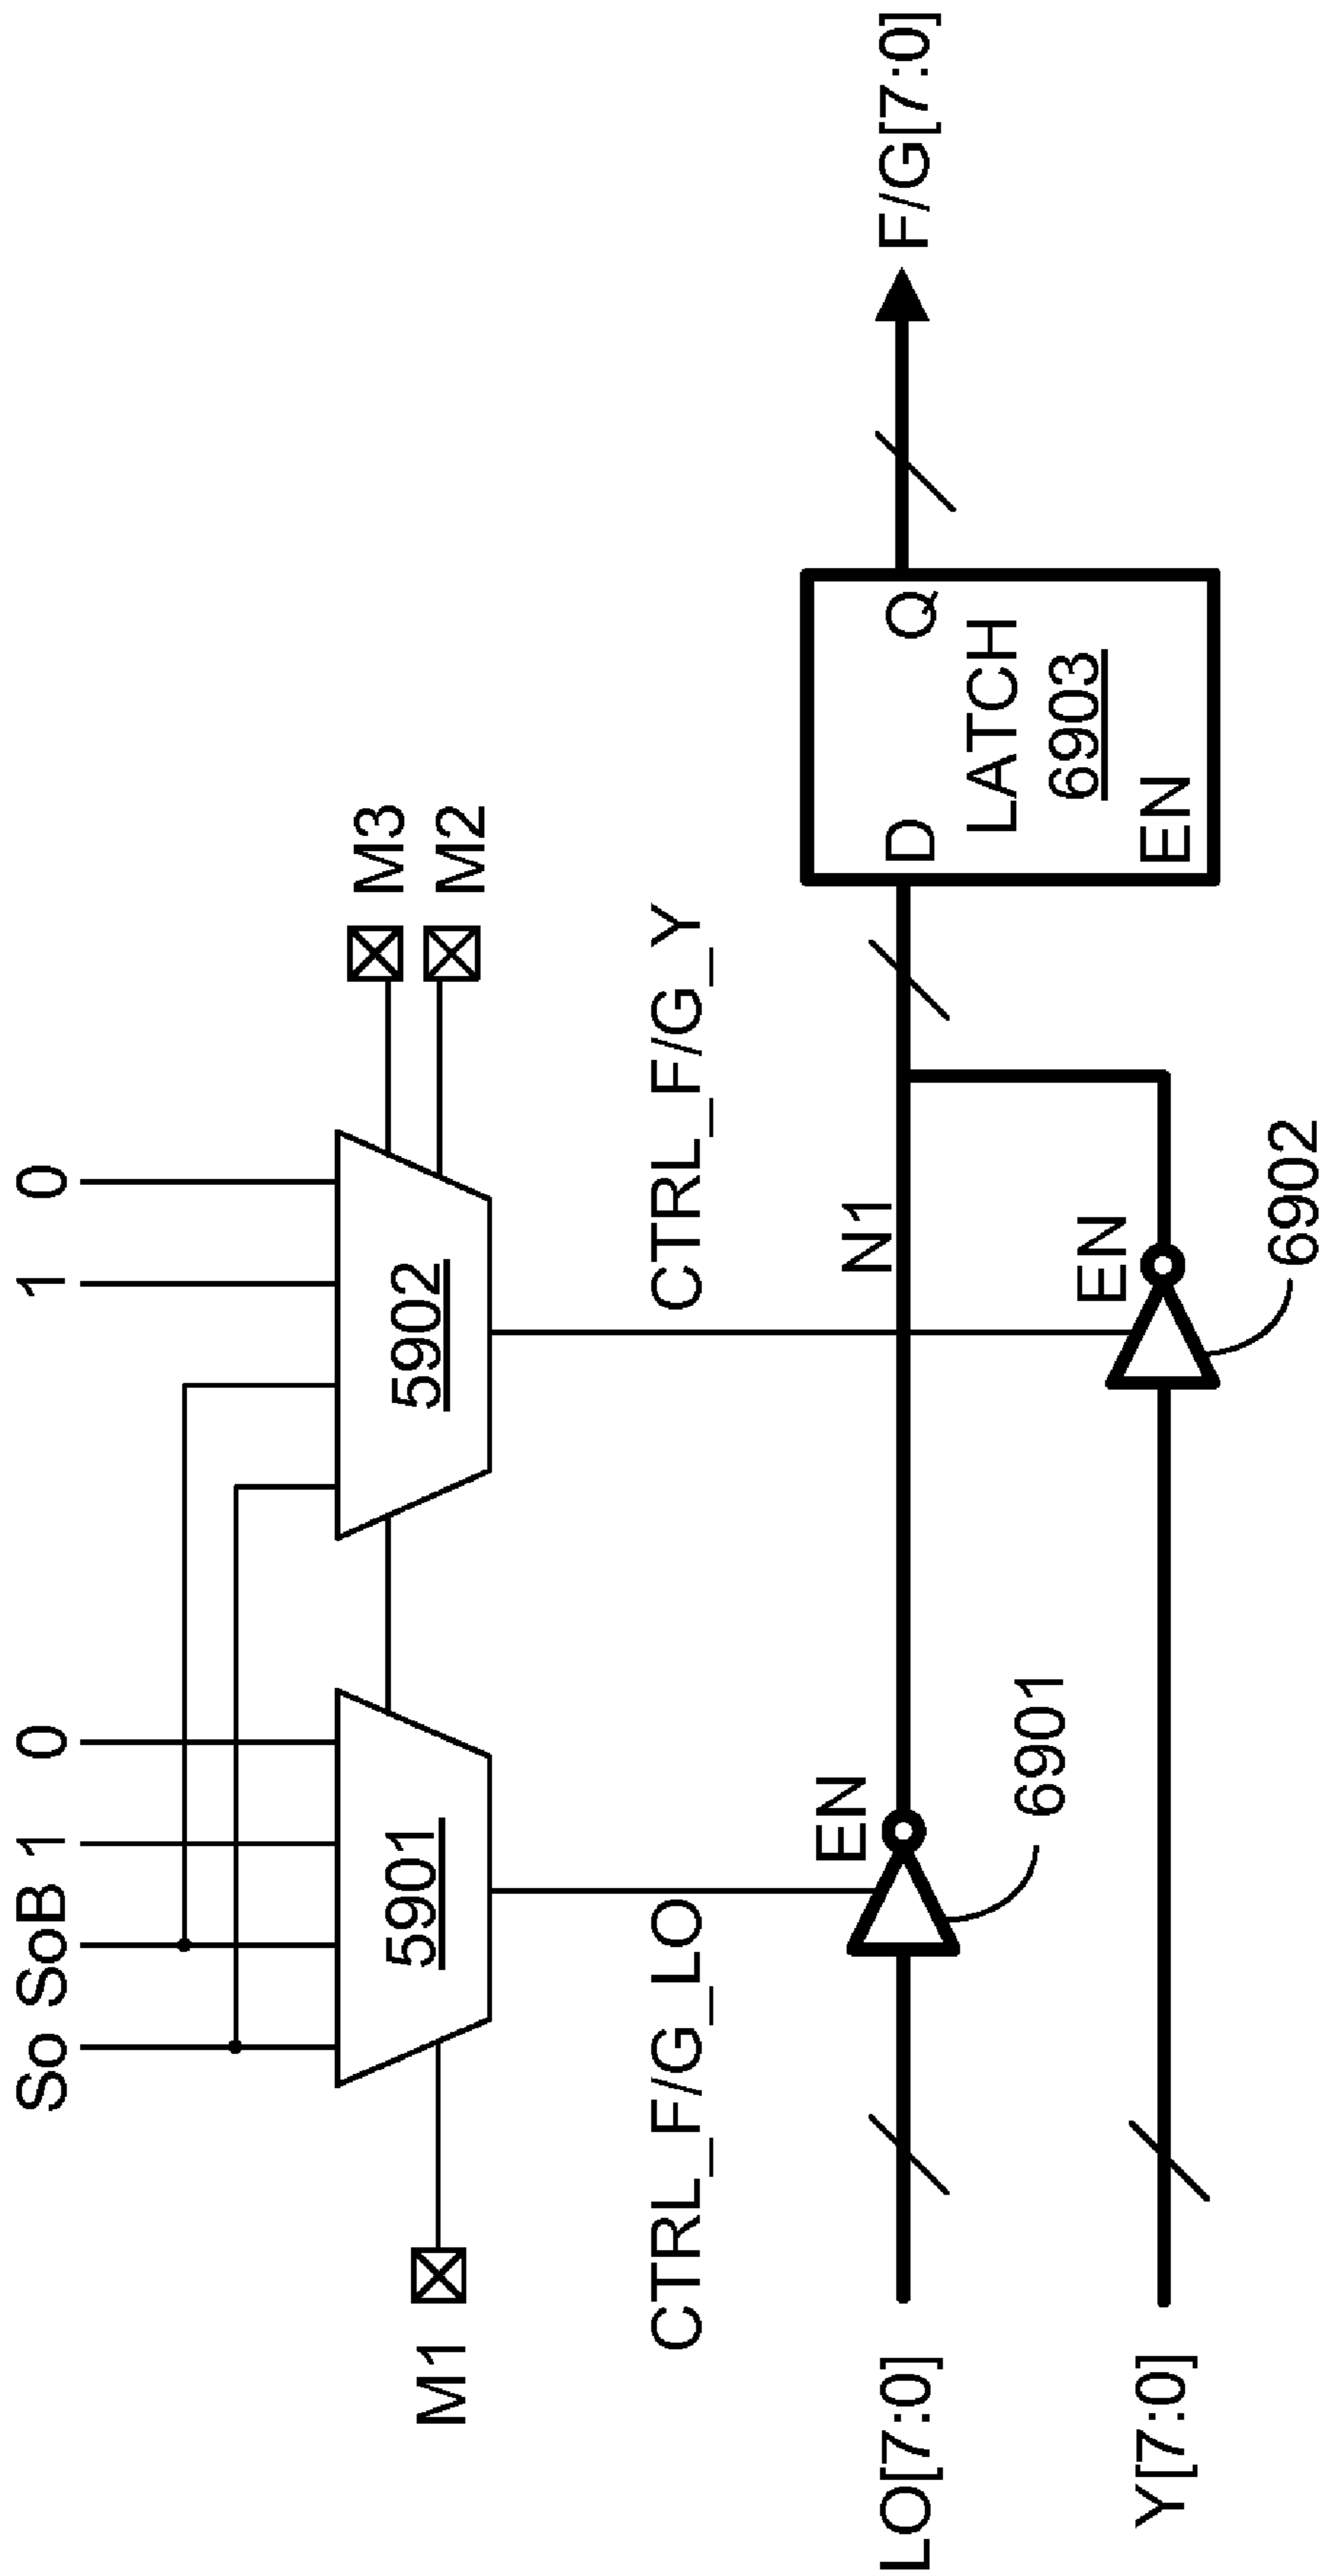 So SoB 1 0 1 0
M3
M2
M1
5901
5902
CTRL_F/G_LO
CTRL_F/G_Y
EN
N1
LO[7:0]
D
Q
F/G[7:0]
LATCH
6903
EN
6901
EN
Y[7:0]
6902